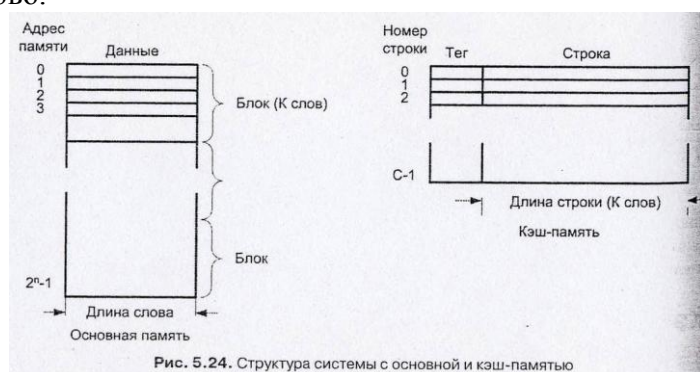 ово.
Адрес памяти
Данные
0
1
2
3
2ⁿ-1
Блок (К слов)
Блок
Длина слова
Основная память
Номер строки
Тег
Строка
0
1
2
С-1
Длина строки (К слов)
Кэш-память
Рис. 5.24. Структура системы с основной и кэш-памятью